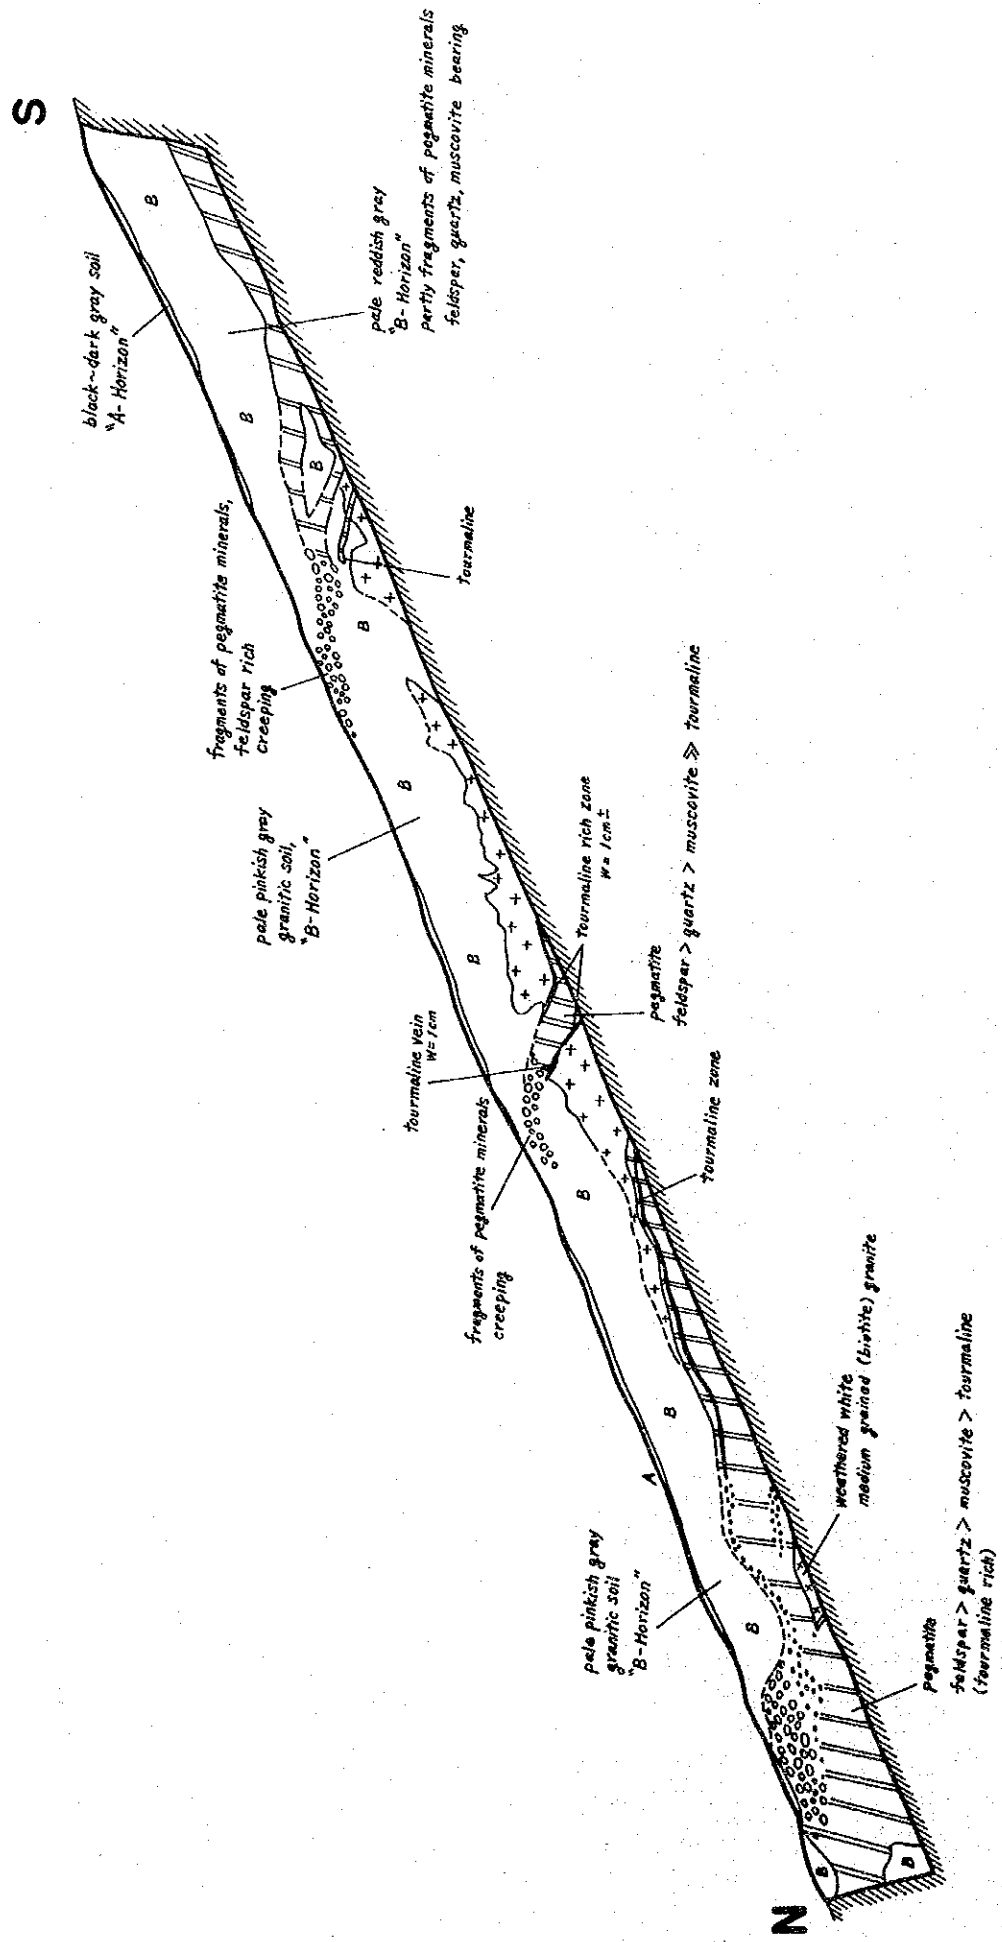 S
black~dark gray soil
"A-Horizon"
pale reddish gray
"B-Horizon"
partly fragments of pegmatite minerals
feldsper, quartz, muscovite bearing
B
B
B
fragments of pegmatite minerals,
feldspar rich
creeping
tourmaline
B
pale pinkish gray
granitic soil,
"B-Horizon"
B
tourmaline rich zone
w=1cm±
B
tourmaline vein
w=1cm
pegmatite
feldspar > quartz > muscovite ≫ tourmaline
fragments of pegmatite minerals
creeping
B
tourmaline zone
B
A
weathered white
medium grained (biotite) granite
pale pinkish gray
granitic soil
"B-Horizon"
B
pegmatite
feldspar > quartz > muscovite > tourmaline
(tourmaline rich)
B
B
N